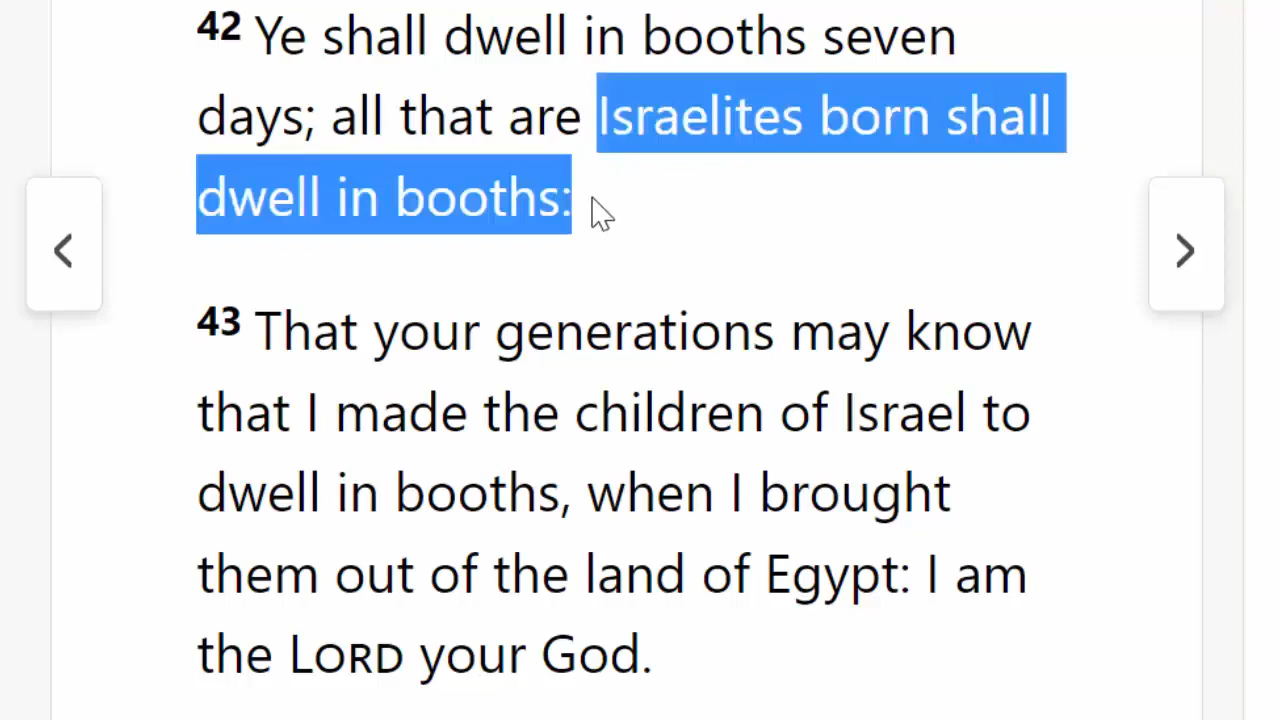 42 Ye shall dwell in booths seven
days; all that are Israelites born shall
dwell in booths:
43 That your generations may know
that I made the children of Israel to
dwell in booths, when I brought
them out of the land of Egypt: I am
the LORD your God.